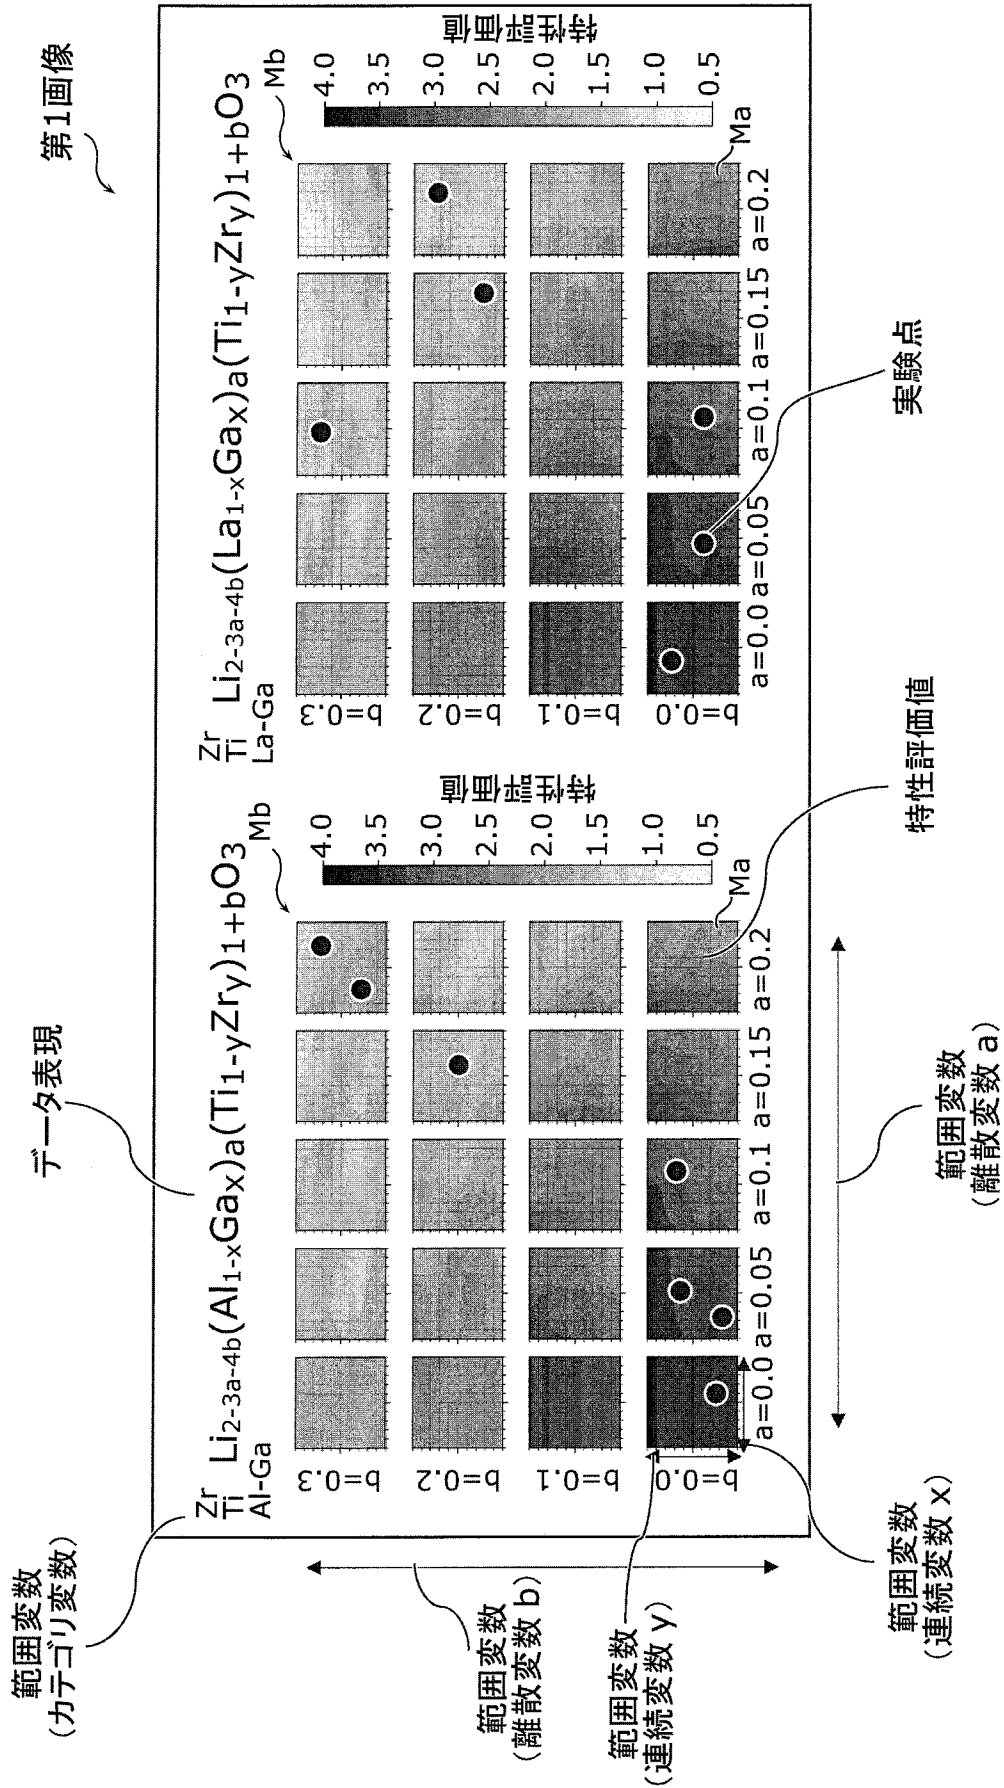 第1画像
データ表現
範囲変数
(カテゴリ変数)
Zr
Ti
Al-Ga
Li2-3a-4b(Al1-xGax)a(Ti1-yZry)1+bO3
Mb
b=0.3
b=0.2
b=0.1
b=0.0
a=0.0
a=0.05
a=0.1
a=0.15
a=0.2
Ma
4.0
3.5
3.0
2.5
2.0
1.5
1.0
0.5
特性評価値
Zr
Ti
La-Ga
Li2-3a-4b(La1-xGax)a(Ti1-yZry)1+bO3
Mb
b=0.3
b=0.2
b=0.1
b=0.0
a=0.0
a=0.05
a=0.1
a=0.15
a=0.2
Ma
4.0
3.5
3.0
2.5
2.0
1.5
1.0
0.5
特性評価値
範囲変数
(離散変数 b)
範囲変数
(連続変数 y)
範囲変数
(連続変数 x)
範囲変数
(離散変数 a)
特性評価値
実験点